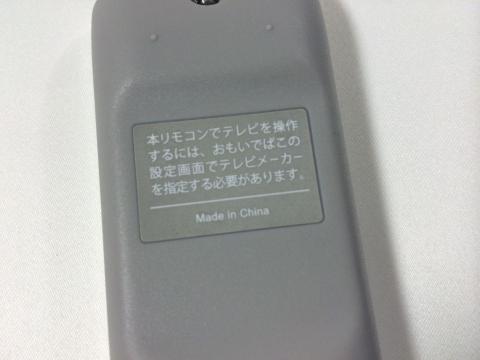 本リモコンでテレビを操作
するには、おもいでばこの
設定画面でテレビメーカー
を指定する必要があります。
Made in China